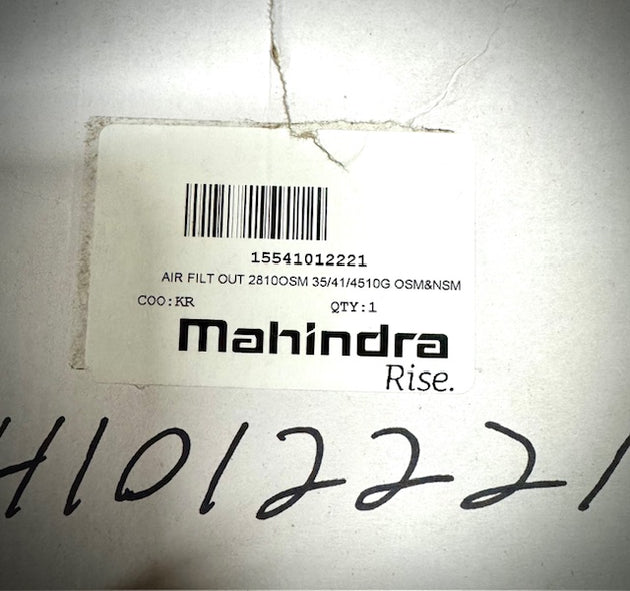 15541012221
AIR FILT OUT 2810OSM 35/41/4510G OSM&NSM
COO:KR QTY:1
Mahindra
Rise.
41012221